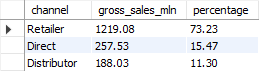 channel gross_sales_mln percentage
Retailer 1219.08 73.23
Direct 257.53 15.47
Distributor 188.03 11.30